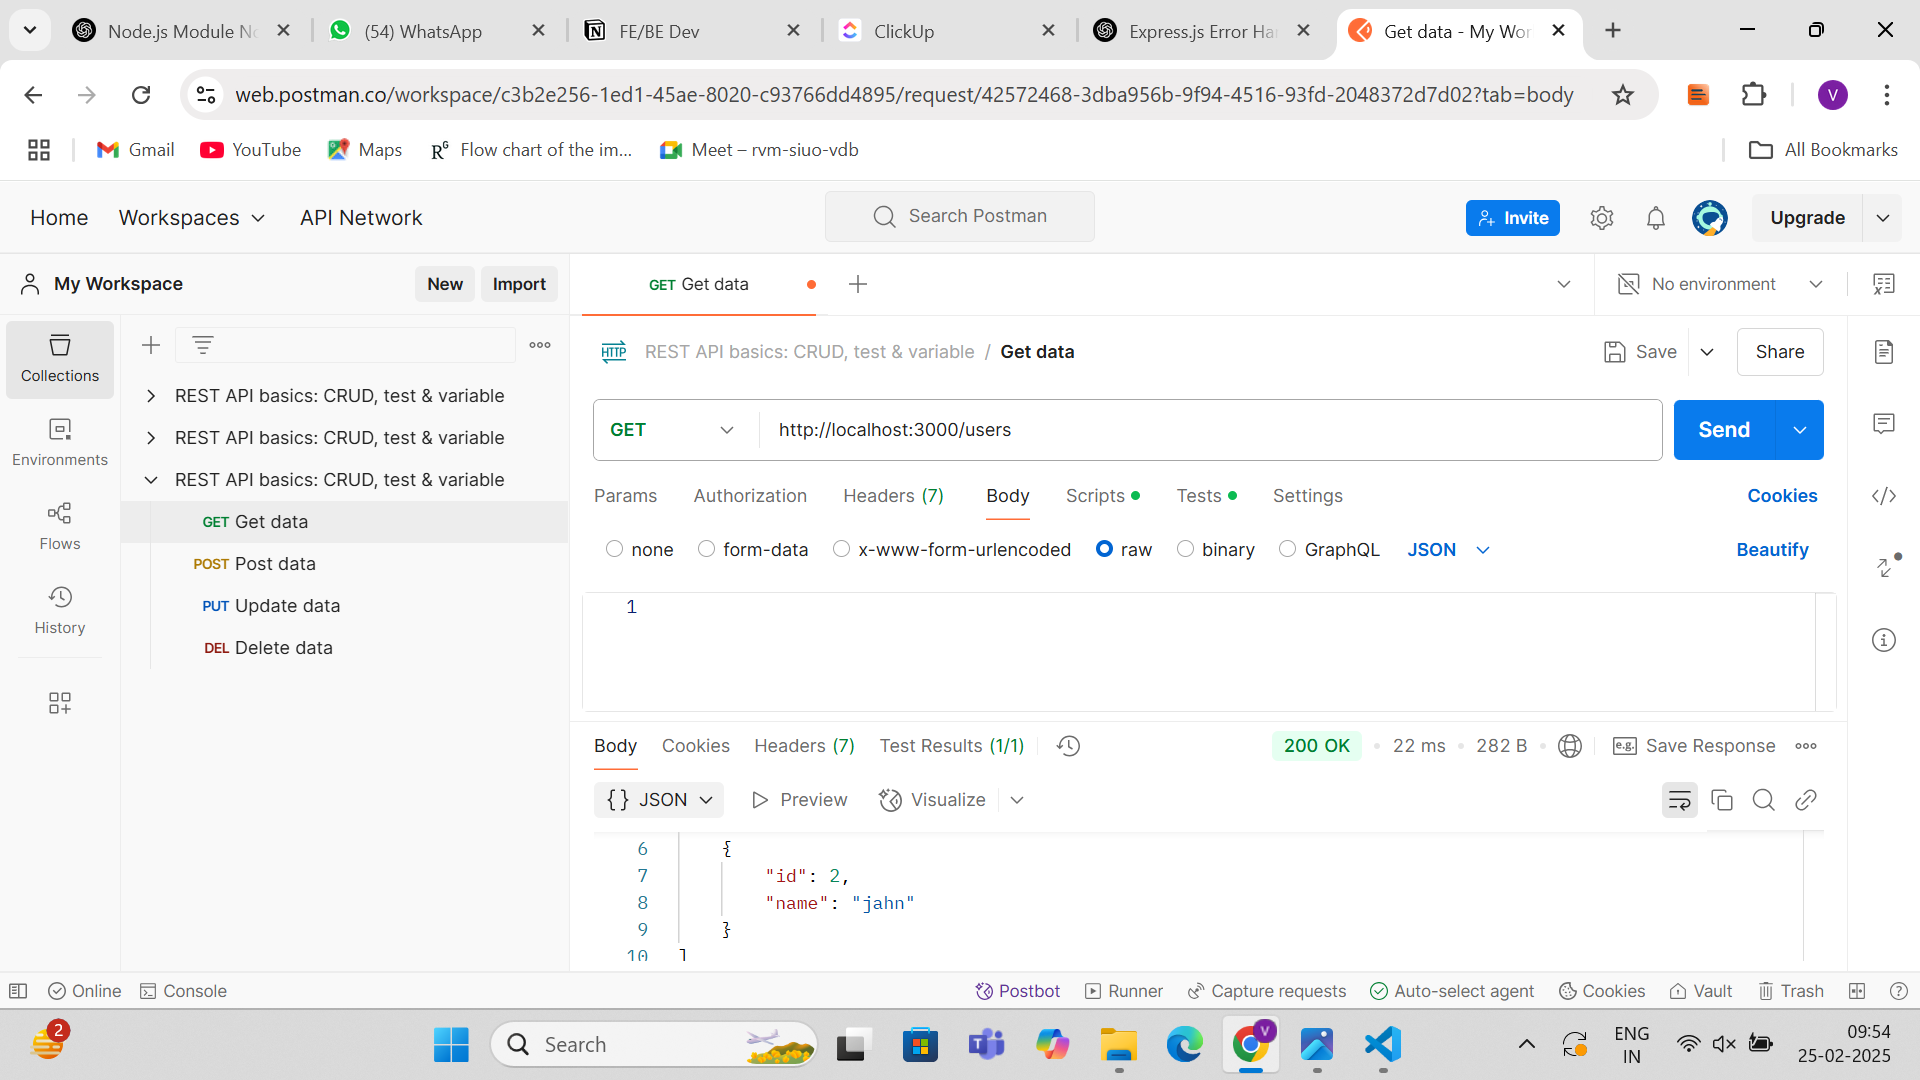 Node.js Module No
(54) WhatsApp
FE/BE Dev
ClickUp
Express.js Error Han
Get data - My Wor
web.postman.co/workspace/c3b2e256-1ed1-45ae-8020-c93766dd4895/request/42572468-3dba956b-9f94-4516-93fd-2048372d7d02?tab=body
V
Gmail
YouTube
Maps
Flow chart of the im...
Meet – rvm-siuo-vdb
All Bookmarks
Home
Workspaces
API Network
Search Postman
Invite
Upgrade
My Workspace
New
Import
GET Get data
No environment
Collections
Environments
Flows
History
REST API basics: CRUD, test & variable
REST API basics: CRUD, test & variable
REST API basics: CRUD, test & variable
GET Get data
POST Post data
PUT Update data
DEL Delete data
HTTP
REST API basics: CRUD, test & variable / Get data
Save
Share
GET
http://localhost:3000/users
Send
Params
Authorization
Headers (7)
Body
Scripts
Tests
Settings
Cookies
none
form-data
x-www-form-urlencoded
raw
binary
GraphQL
JSON
Beautify
1
Body
Cookies
Headers (7)
Test Results (1/1)
200 OK
22 ms
282 B
e.g.
Save Response
{} JSON
Preview
Visualize
6 {
7 "id": 2,
8 "name": "jahn"
9 }
10 ]
Online
Console
Postbot
Runner
Capture requests
Auto-select agent
Cookies
Vault
Trash
2
Search
V
ENG
IN
09:54
25-02-2025